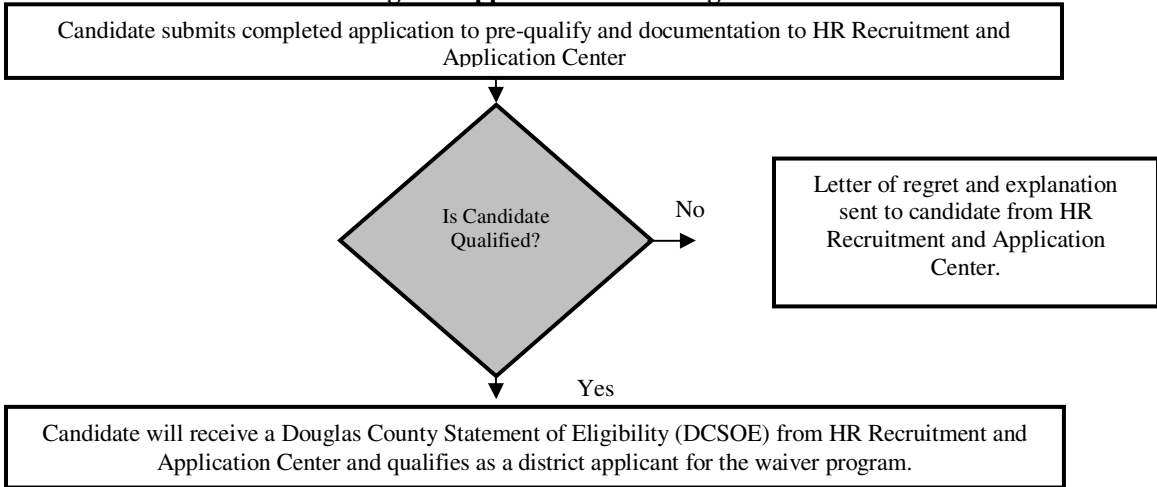 Candidate submits completed application to pre-qualify and documentation to HR Recruitment and
Application Center
Is Candidate
Qualified?
No
Letter of regret and explanation
sent to candidate from HR
Recruitment and Application
Center.
Yes
Candidate will receive a Douglas County Statement of Eligibility (DCSOE) from HR Recruitment and
Application Center and qualifies as a district applicant for the waiver program.